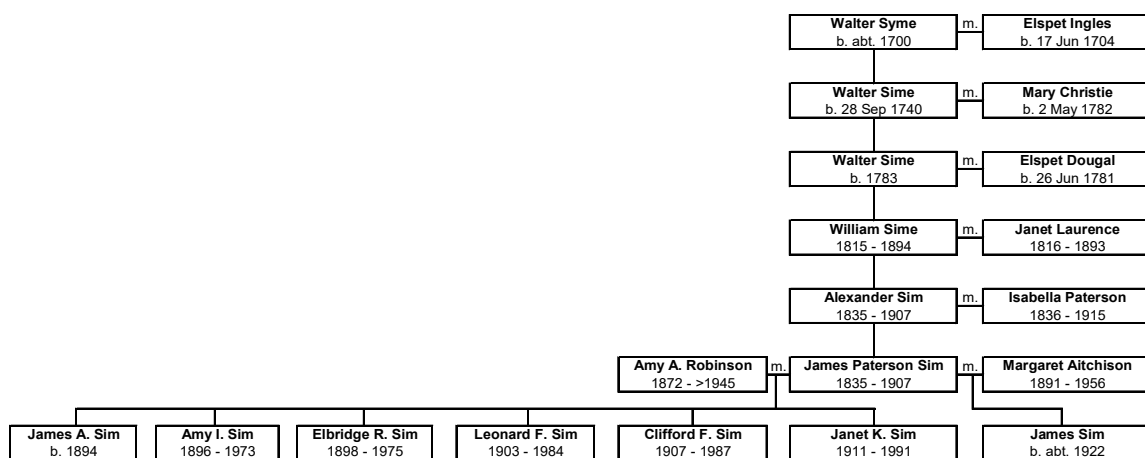 Walter Syme m. Elspet Ingles
b. abt. 1700 b. 17 Jun 1704
Walter Sime m. Mary Christie
b. 28 Sep 1740 b. 2 May 1782
Walter Sime m. Elspet Dougal
b. 1783 b. 26 Jun 1781
William Sime m. Janet Laurence
1815 - 1894 1816 - 1893
Alexander Sim m. Isabella Paterson
1835 - 1907 1836 - 1915
Amy A. Robinson m. James Paterson Sim m. Margaret Aitchison
1872 - >1945 1835 - 1907 1891 - 1956
James A. Sim Amy I. Sim Elbridge R. Sim Leonard F. Sim Clifford F. Sim Janet K. Sim James Sim
b. 1894 1896 - 1973 1898 - 1975 1903 - 1984 1907 - 1987 1911 - 1991 b. abt. 1922